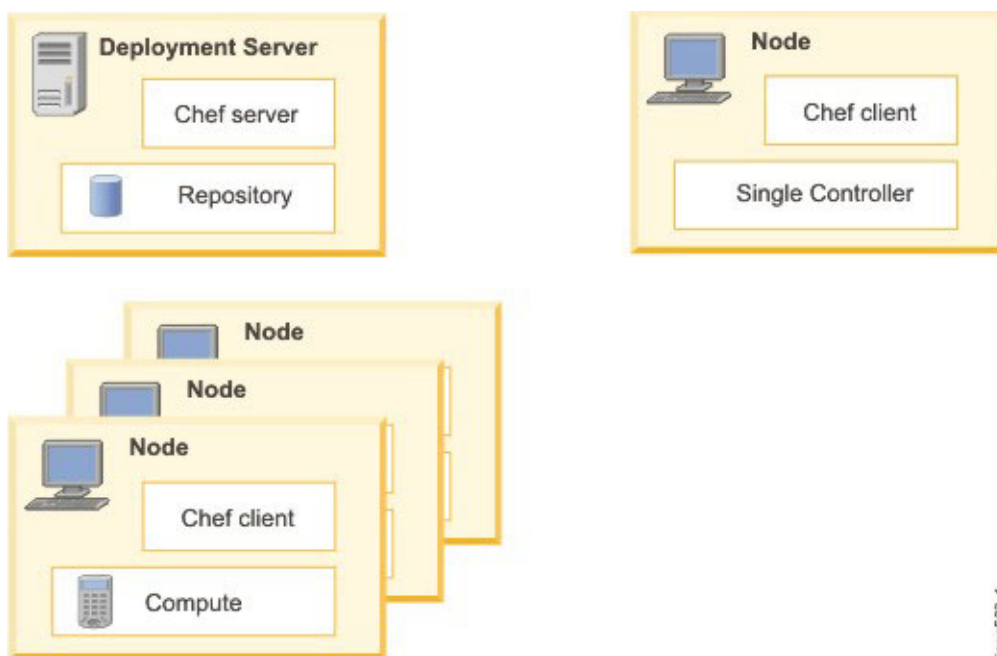 Deployment Server
Chef server
Repository
Node
Chef client
Single Controller
Node
Node
Node
Chef client
Compute